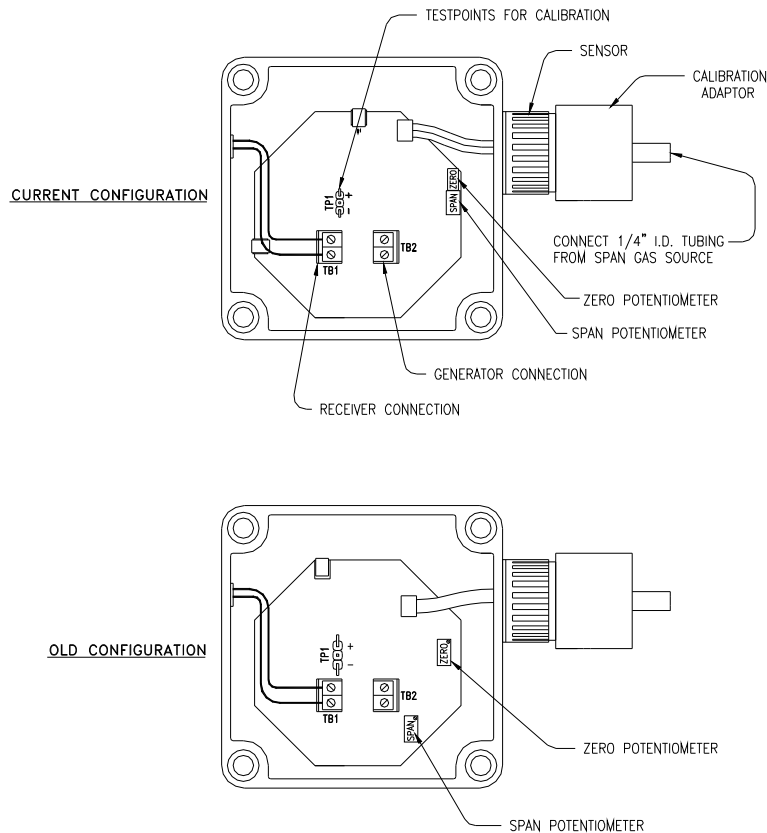 TESTPOINTS FOR CALIBRATION
SENSOR
CALIBRATION
ADAPTOR
CURRENT CONFIGURATION
TP1
+
-
ZERO
SPAN
TB1
TB2
CONNECT 1/4" I.D. TUBING
FROM SPAN GAS SOURCE
ZERO POTENTIOMETER
SPAN POTENTIOMETER
GENERATOR CONNECTION
RECEIVER CONNECTION
OLD CONFIGURATION
TP1
+
-
ZERO
TB1
TB2
SPAN
ZERO POTENTIOMETER
SPAN POTENTIOMETER